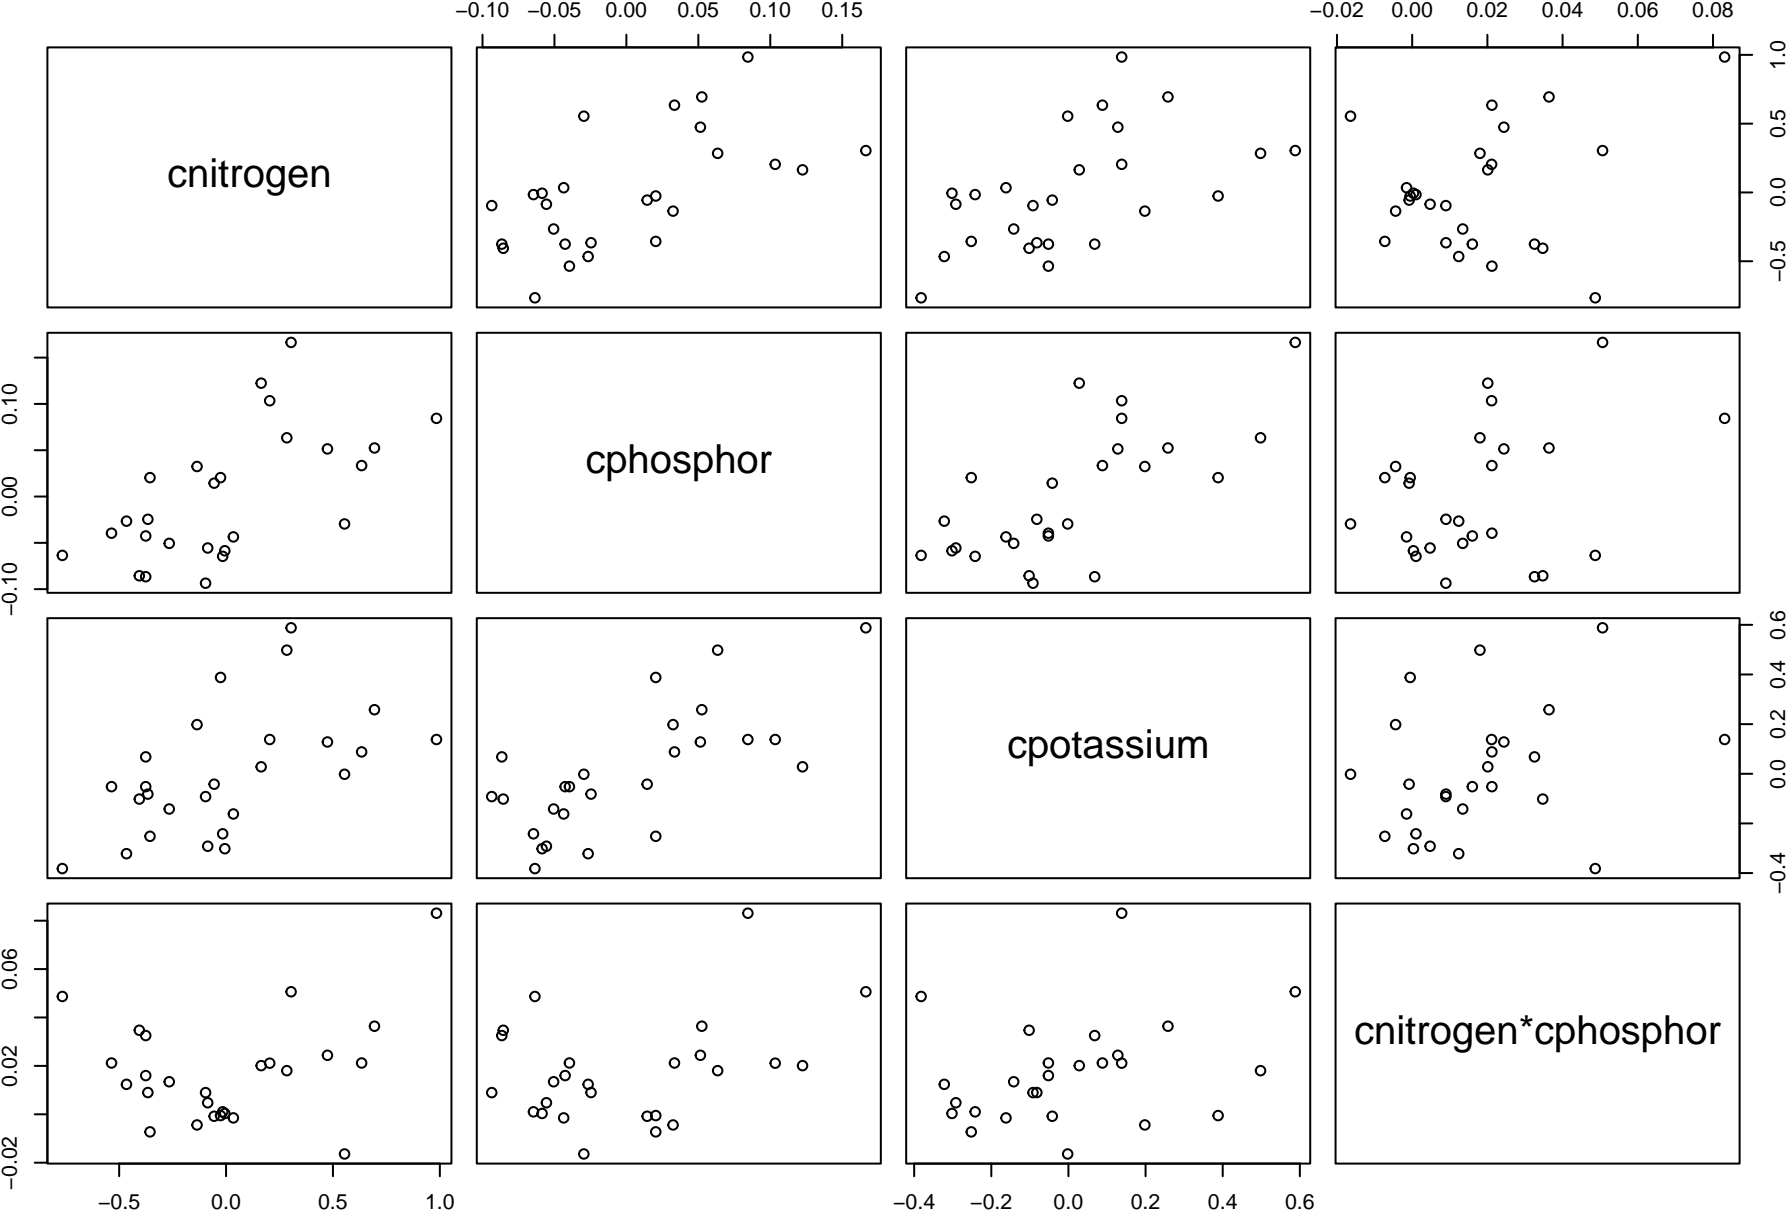 −0.10 −0.05 0.00 0.05 0.10 0.15
−0.02 0.00 0.02 0.04 0.06 0.08
cnitrogen
−0.5 0.0 0.5 1.0
−0.10 0.00 0.10
cphosphor
cpotassium
−0.4 0.0 0.2 0.4 0.6
−0.02 0.02 0.06
cnitrogen*cphosphor
−0.5 0.0 0.5 1.0
−0.4 −0.2 0.0 0.2 0.4 0.6